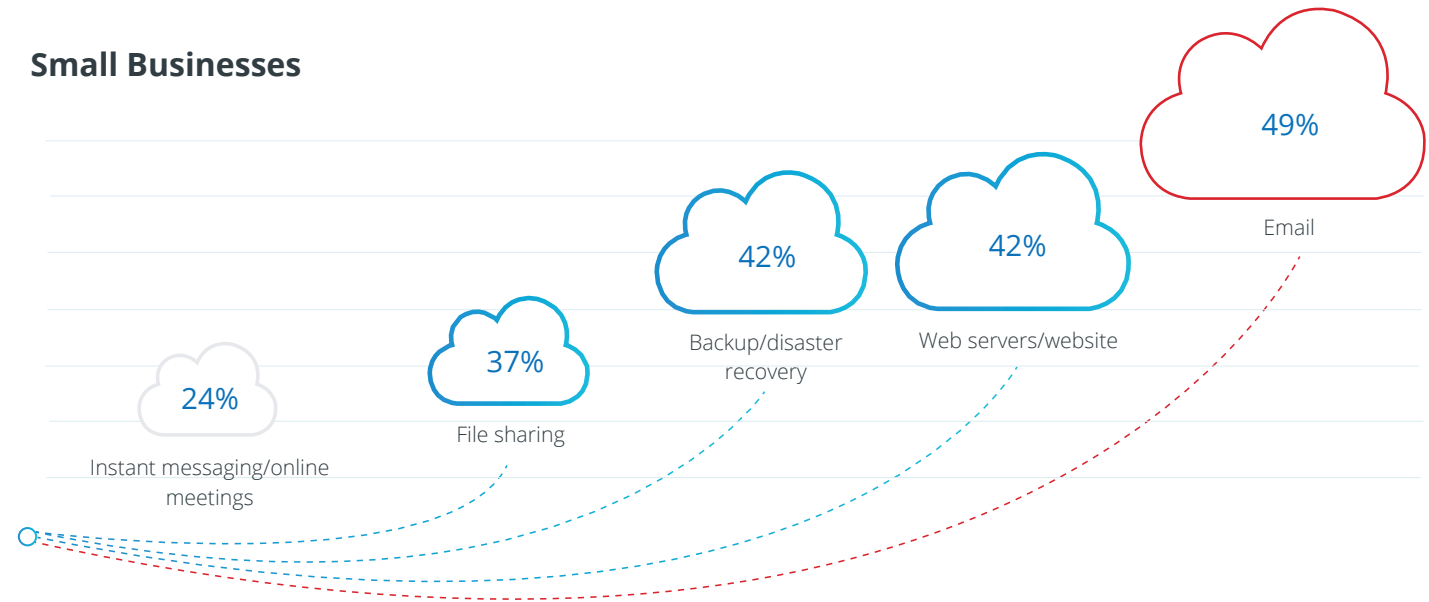 Small Businesses
49%
Email
42%
Web servers/website
42%
Backup/disaster
recovery
37%
File sharing
24%
Instant messaging/online
meetings